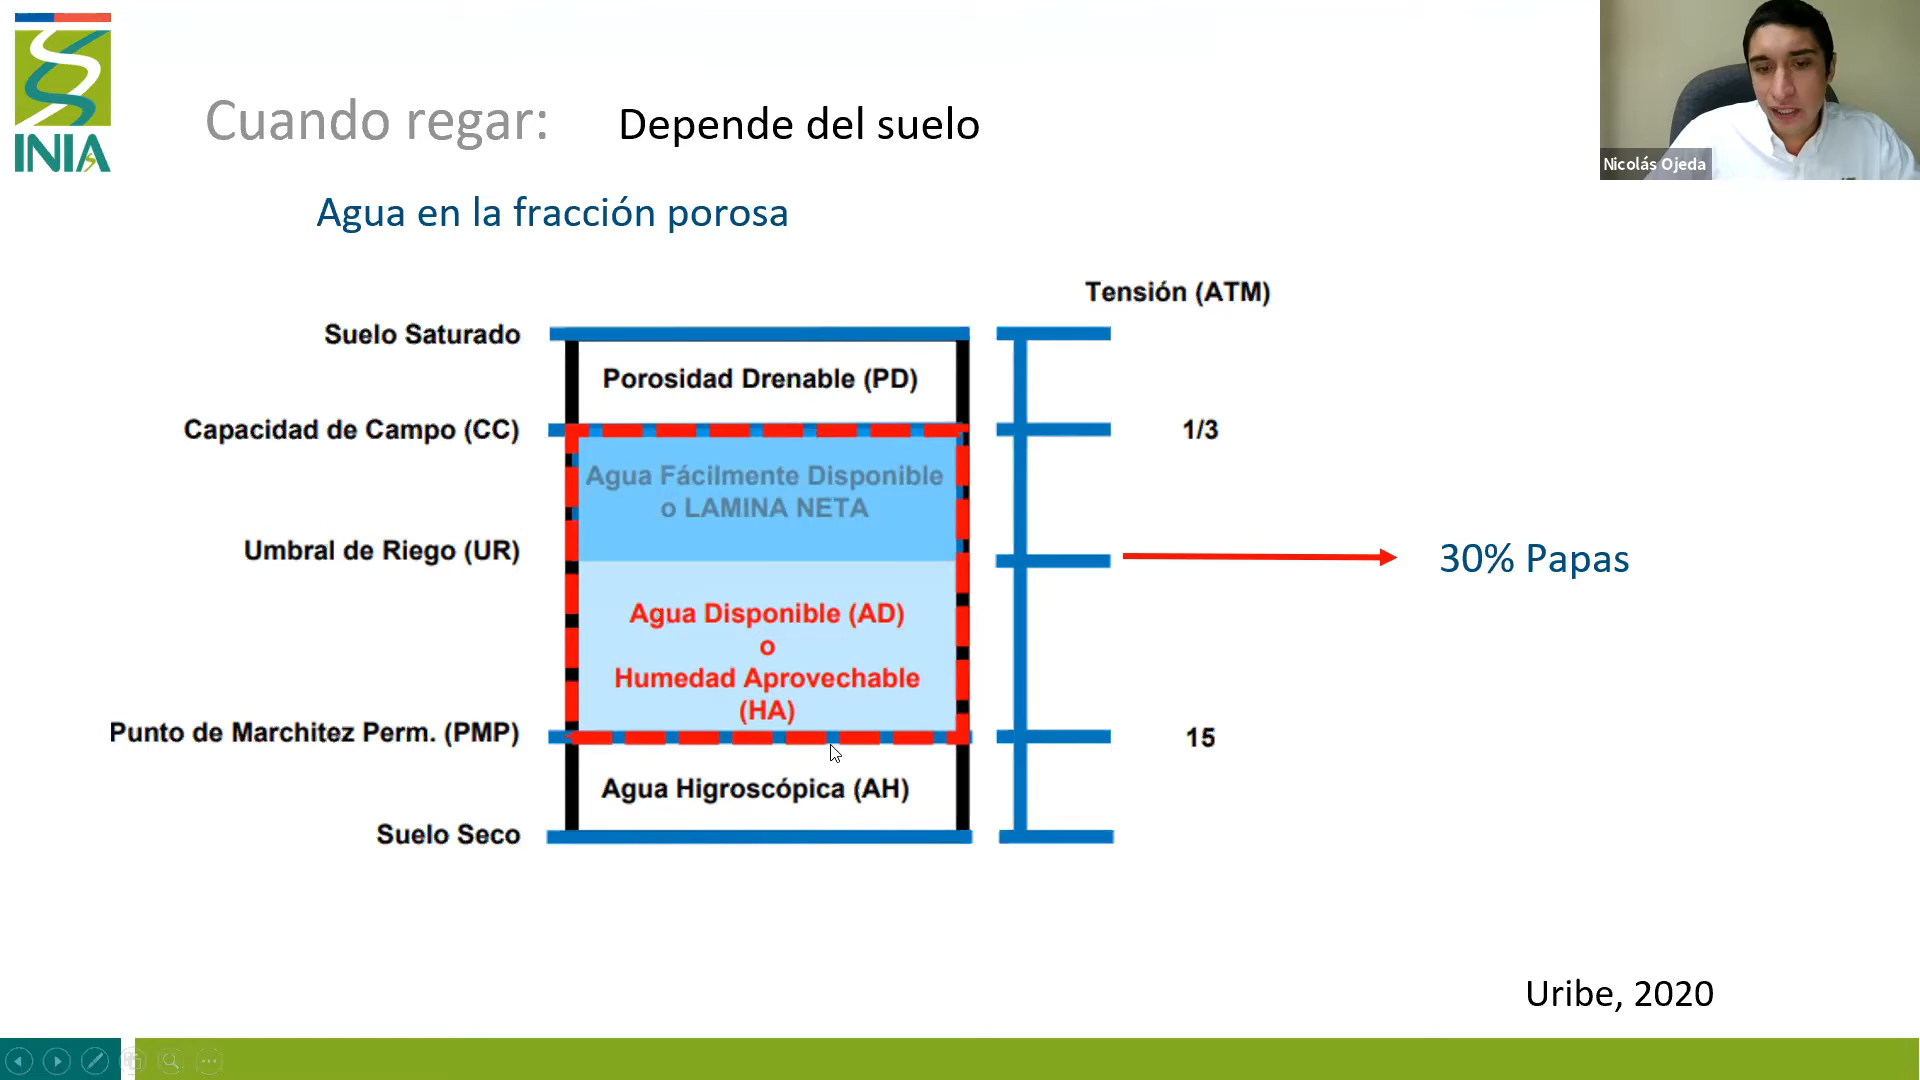 INIA
Cuando regar:
Depende del suelo
Nicolás Ojeda
Agua en la fracción porosa
Tensión (ATM)
Suelo Saturado
Porosidad Drenable (PD)
Capacidad de Campo (CC)
1/3
Agua Fácilmente Disponible
o LAMINA NETA
Umbral de Riego (UR)
30% Papas
Agua Disponible (AD)
o
Humedad Aprovechable
(HA)
Punto de Marchitez Perm. (PMP)
15
Agua Higroscópica (AH)
Suelo Seco
Uribe, 2020